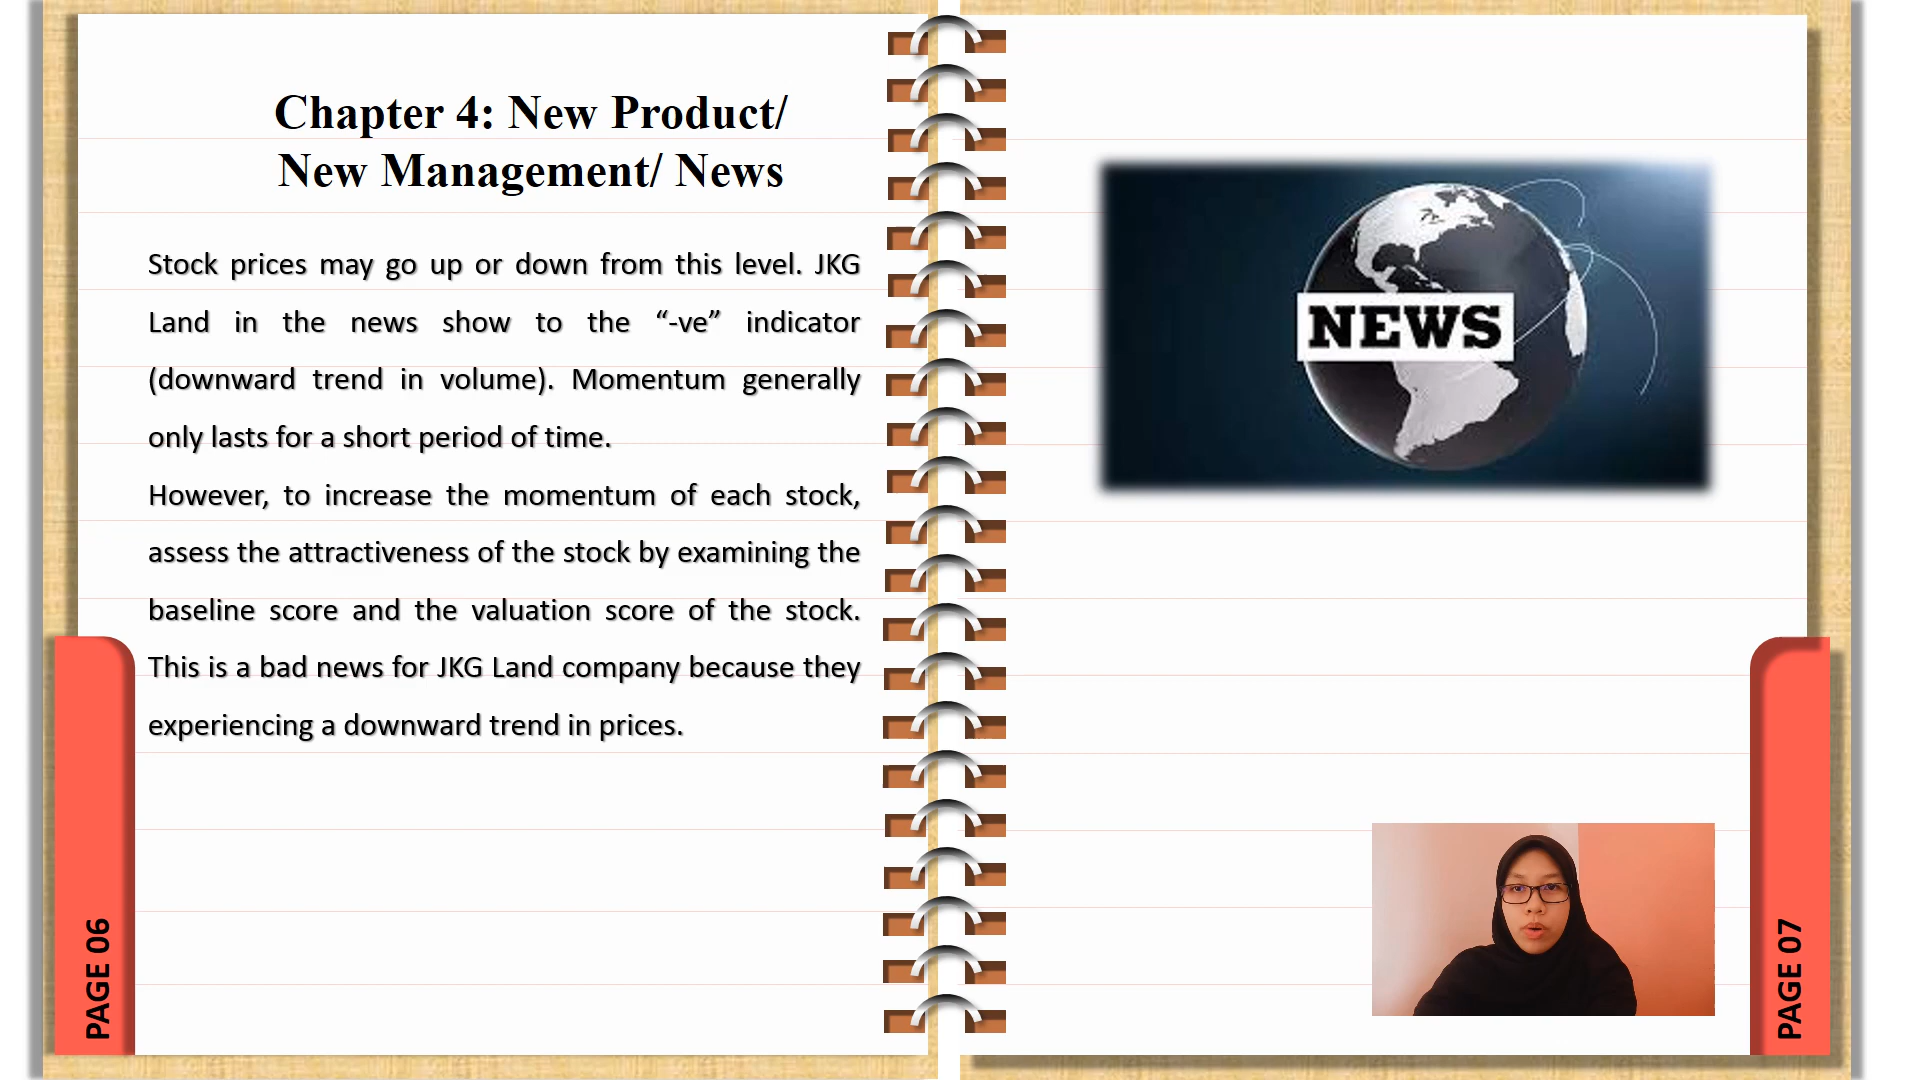 Chapter 4: New Product/
New Management/ News
Stock prices may go up or down from this level. JKG
Land in the news show to the “-ve” indicator
(downward trend in volume). Momentum generally
only lasts for a short period of time.
However, to increase the momentum of each stock,
assess the attractiveness of the stock by examining the
baseline score and the valuation score of the stock.
This is a bad news for JKG Land company because they
experiencing a downward trend in prices.
PAGE 06
NEWS
PAGE 07